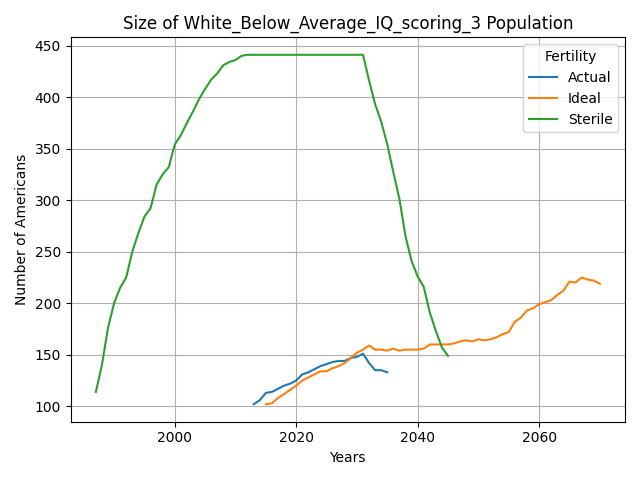 Size of White_Below_Average_IQ_scoring_3 Population
Fertility
Actual
Ideal
Sterile
Number of Americans
450
400
350
300
250
200
150
100
2000
2020
2040
2060
Years